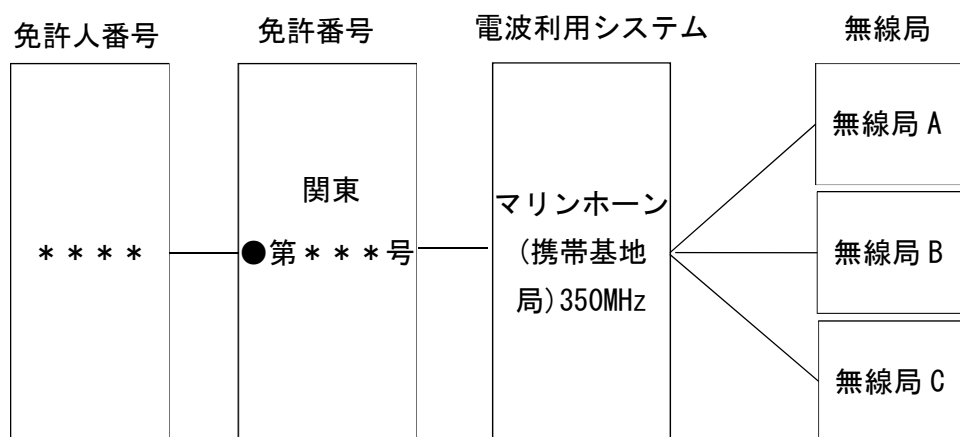 免許人番号
免許番号
電波利用システム
無線局
＊＊＊＊
関東
●第＊＊＊号
マリンホーン
(携帯基地
局)350MHz
無線局 A
無線局 B
無線局 C